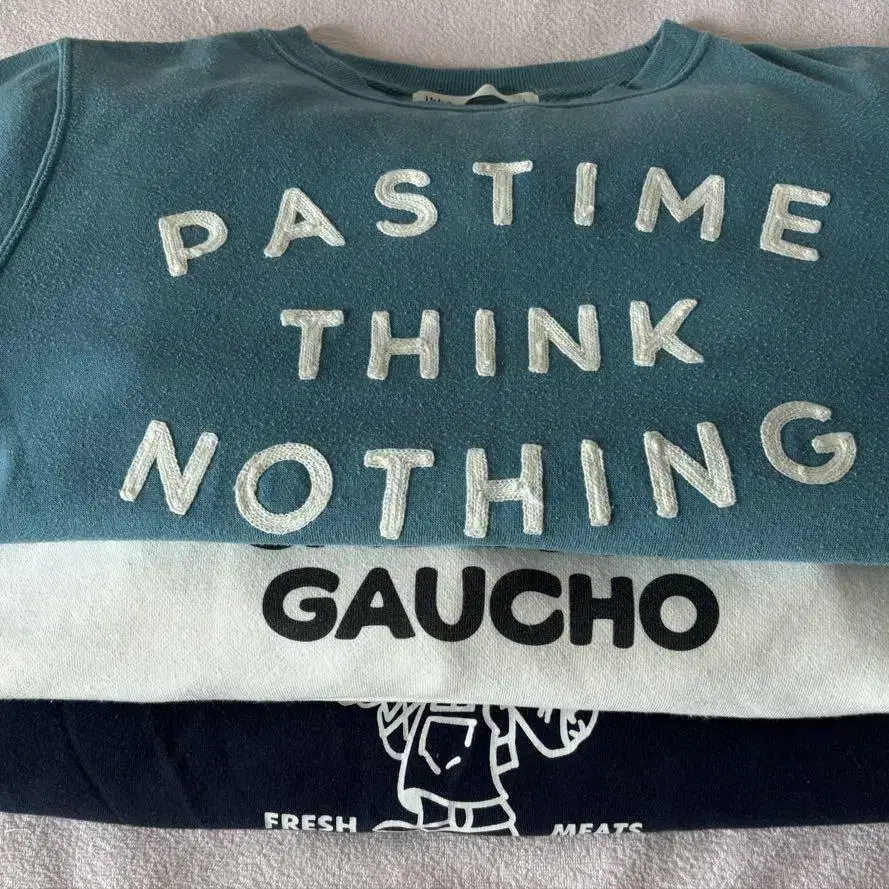 PASTIME
THINK
NOTHING
GAUCHO
FRESH MEATS